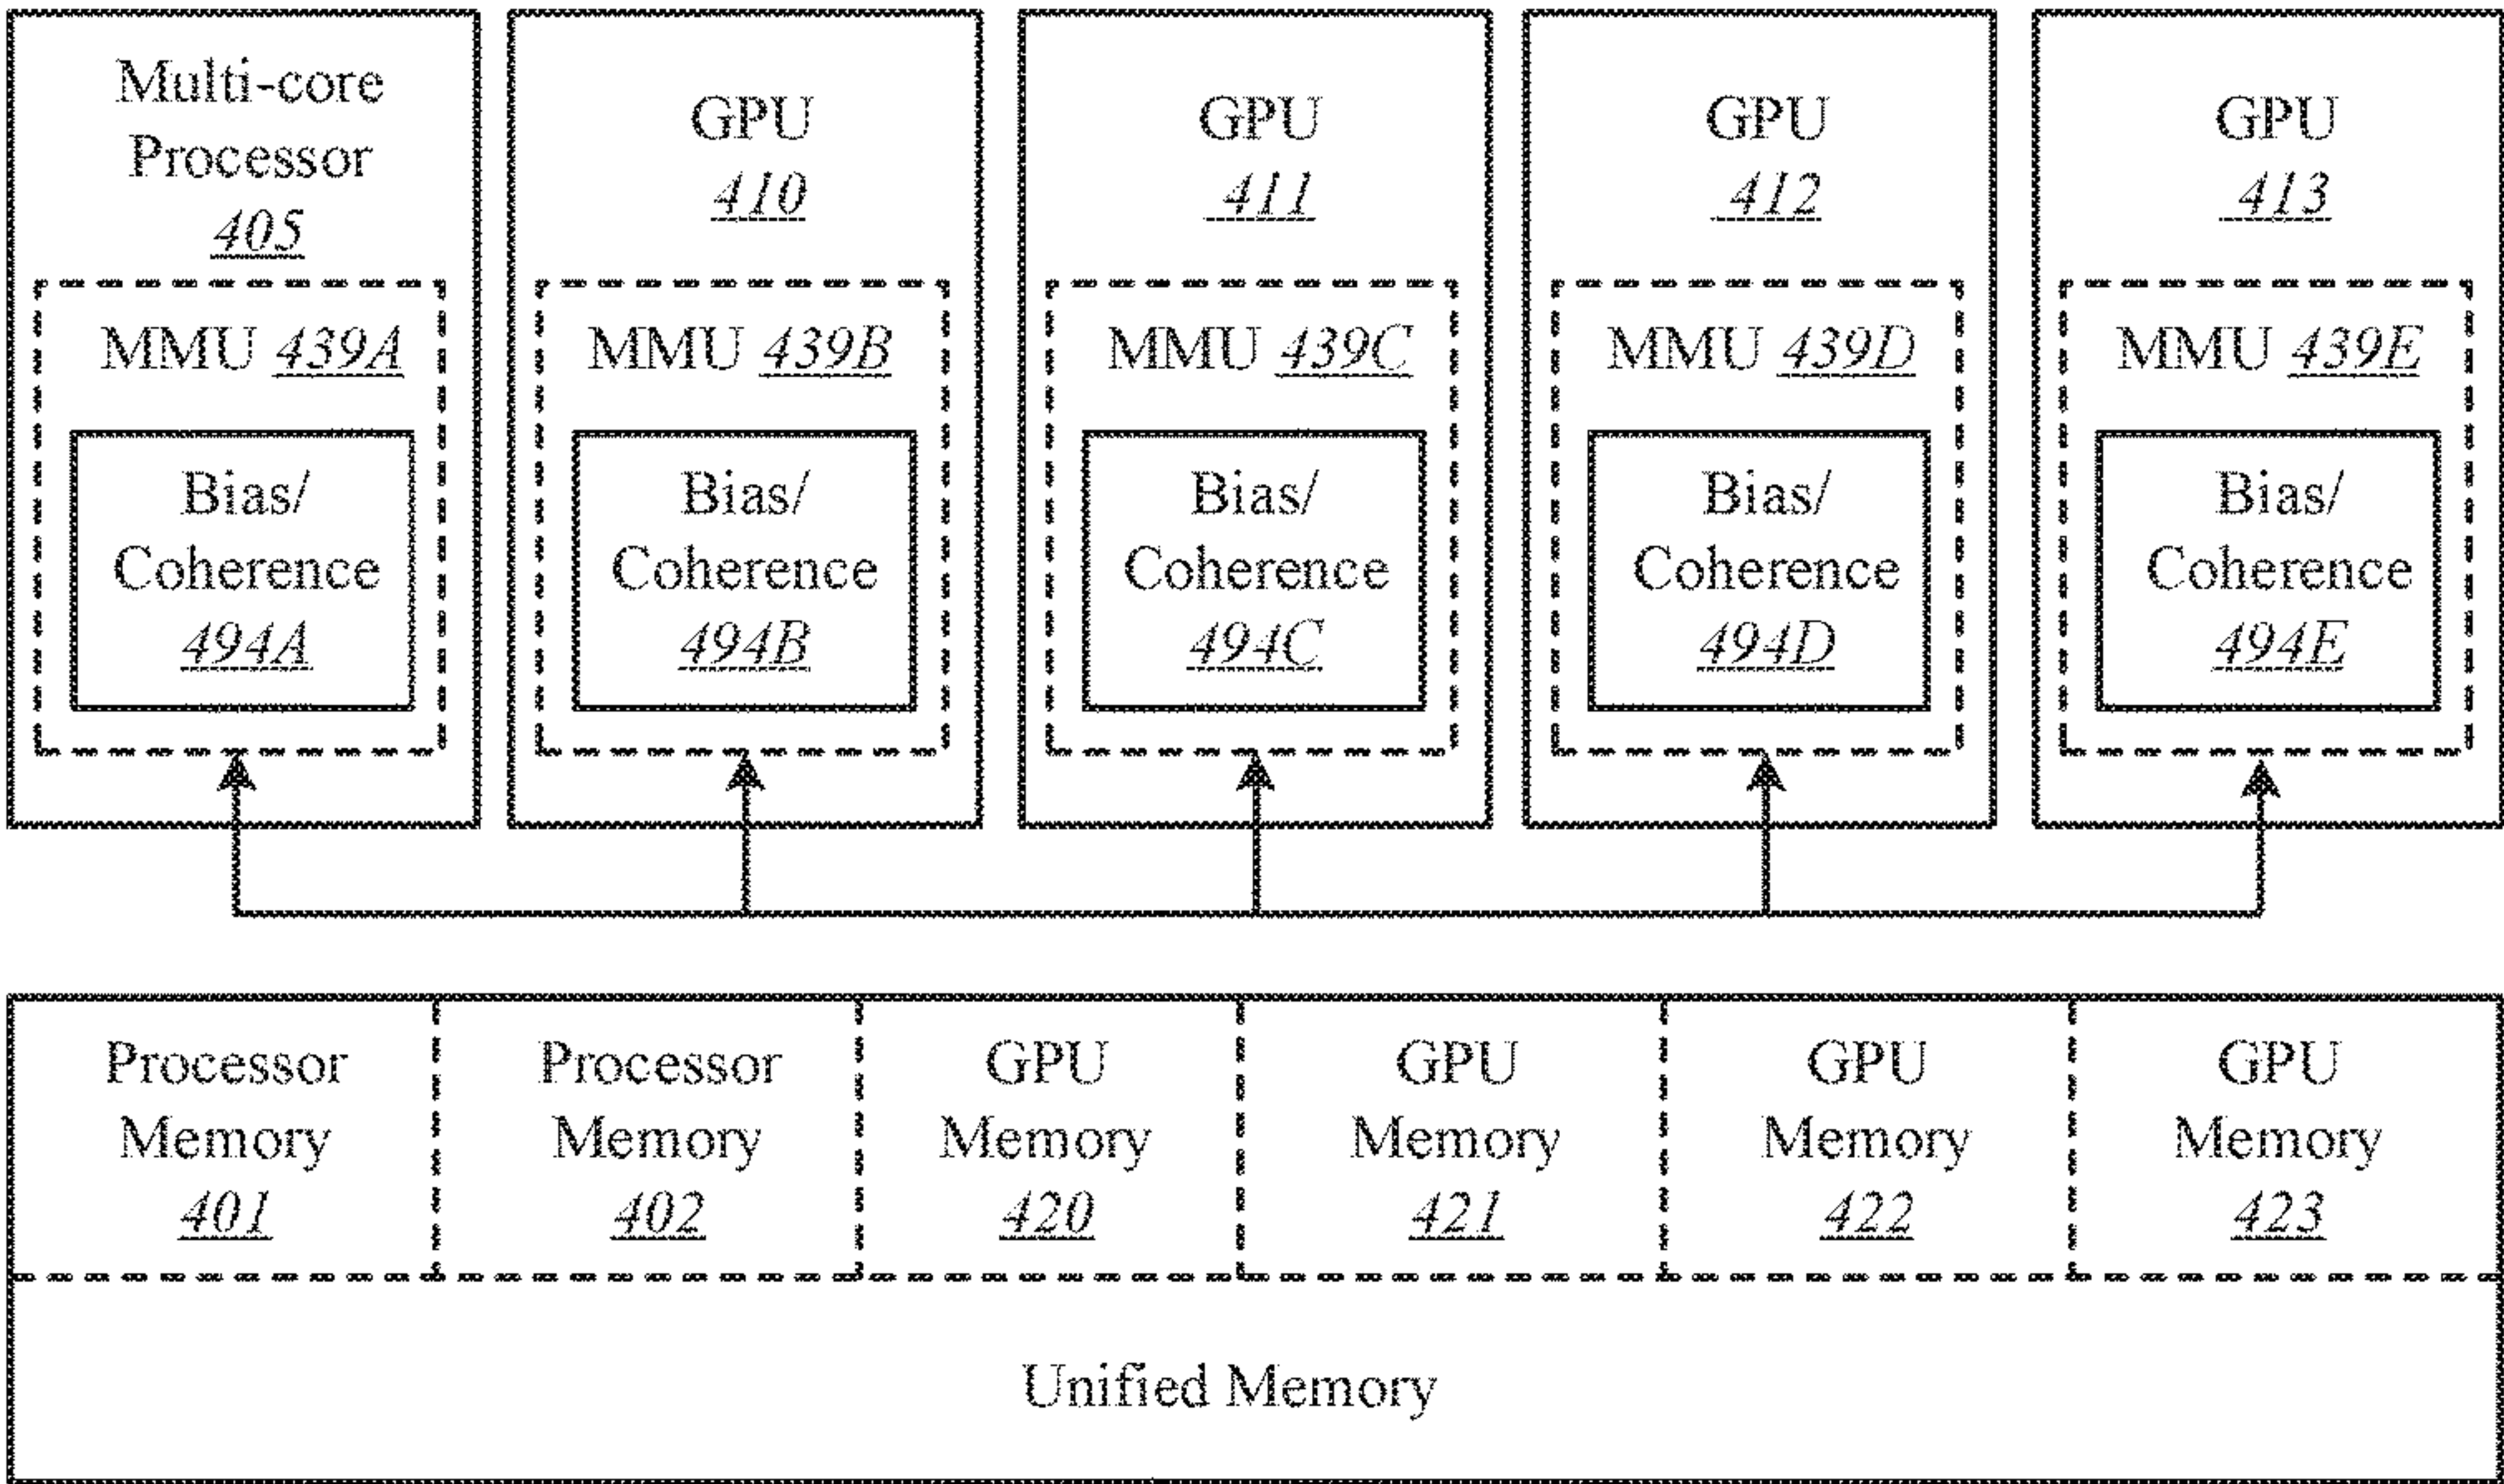 Multi-core
Processor
405
MMU 439A
Bias/
Coherence
494A
GPU
410
MMU 439B
Bias/
Coherence
494B
GPU
411
MMU 439C
Bias/
Coherence
494C
GPU
412
MMU 439D
Bias/
Coherence
494D
GPU
413
MMU 439E
Bias/
Coherence
494E
Processor
Memory
401
Processor
Memory
402
GPU
Memory
420
GPU
Memory
421
GPU
Memory
422
GPU
Memory
423
Unified Memory